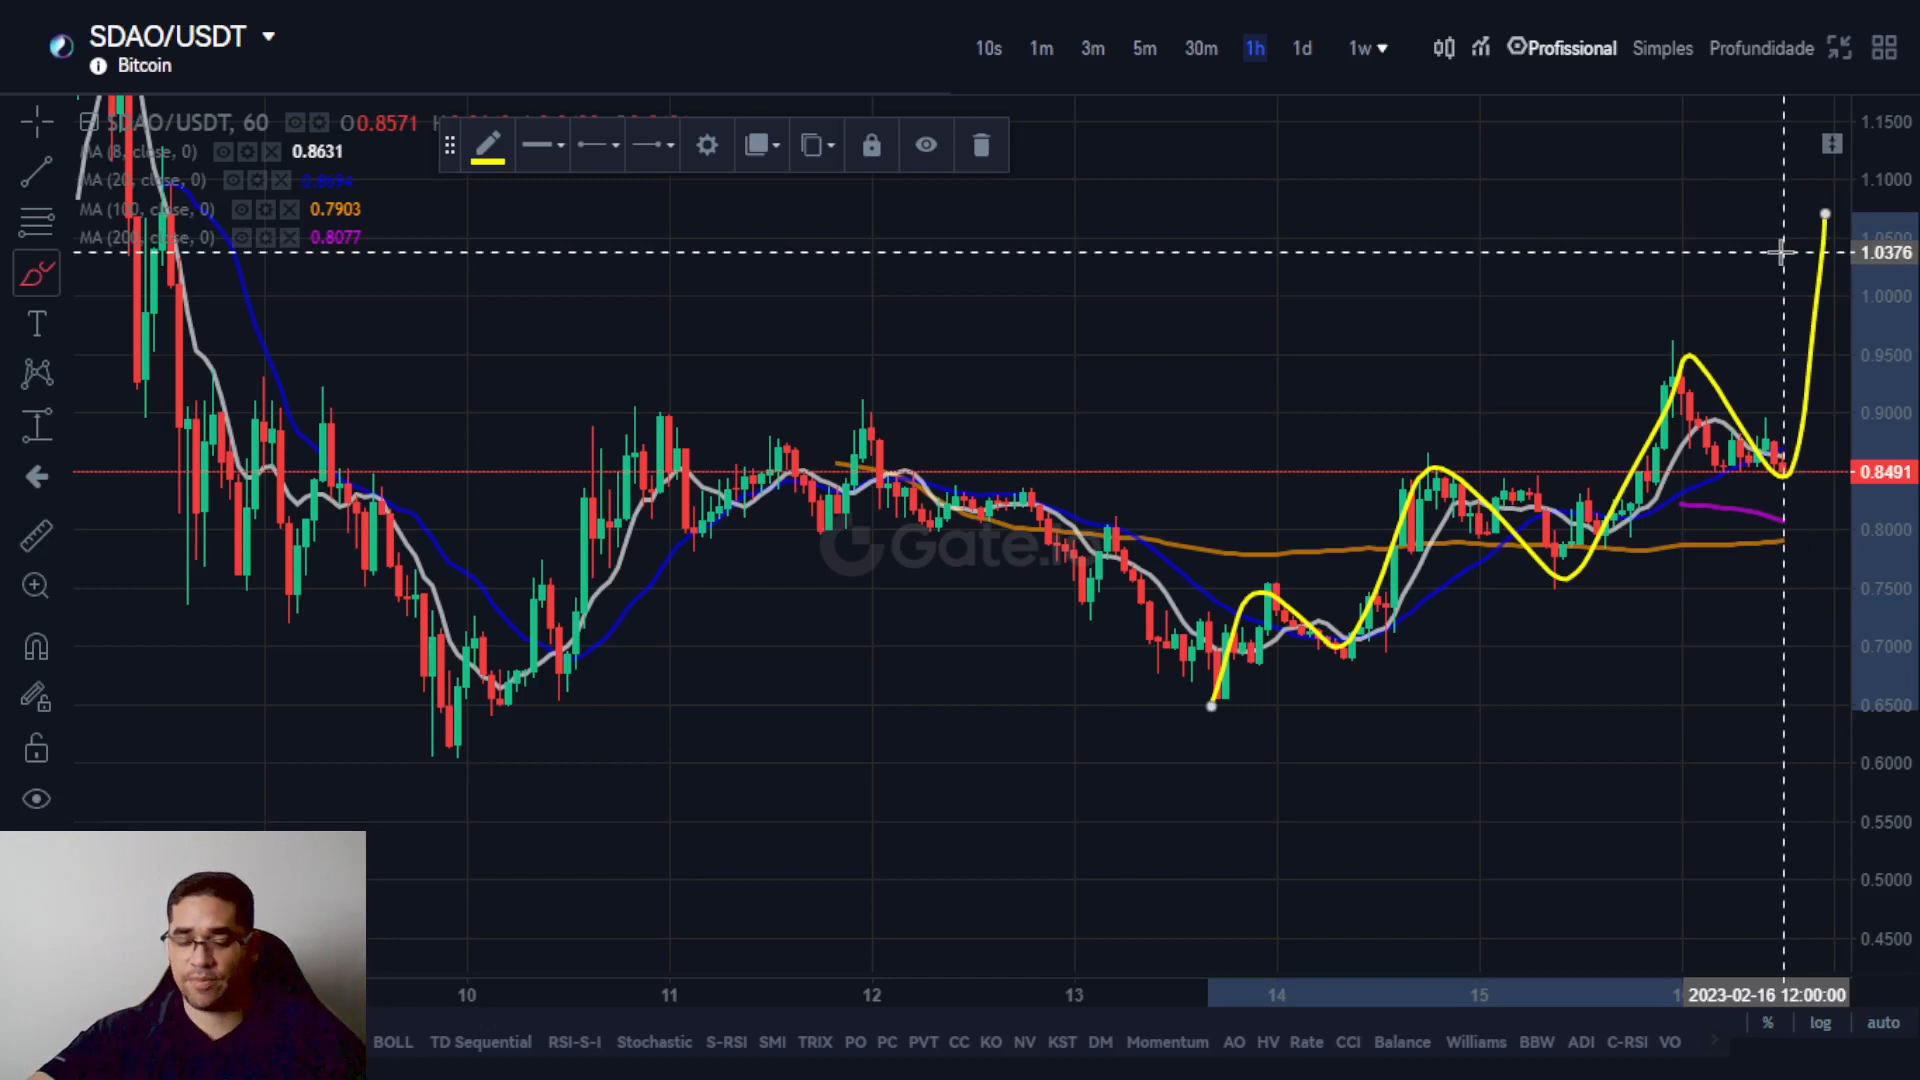 SDAO/USDT
Bitcoin
10s 1m 3m 5m 30m 1h 1d 1w
Profissional Simples Profundidade
SDAO/USDT, 60 O0.8571
MA (8, close, 0) 0.8631
MA (20, close, 0) 0.8694
MA (100, close, 0) 0.7903
MA (200, close, 0) 0.8077
1.1500
1.1000
1.0500
1.0376
1.0000
0.9500
0.9000
0.8491
0.8000
0.7500
0.7000
0.6500
0.6000
0.5500
0.5000
0.4500
Gate.io
10 11 12 13 14 15 2023-02-16 12:00:00
% log auto
BOLL TD Sequential RSI-S-I Stochastic S-RSI SMI TRIX PO PC PVT CC KO NV KST DM Momentum AO HV Rate CCI Balance Williams BBW ADI C-RSI VO